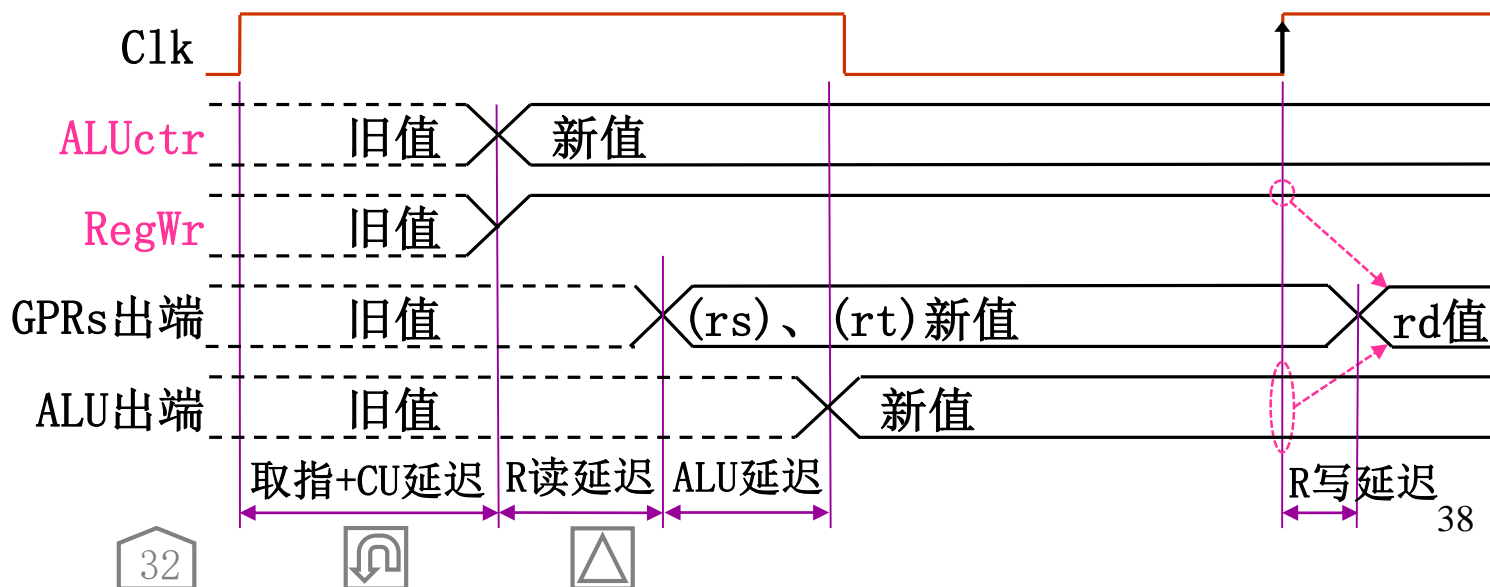 Clk
ALUctr 旧值 新值
RegWr 旧值
GPRs出端 旧值 (rs)、(rt)新值 rd值
ALU出端 旧值 新值
取指+CU延迟 R读延迟 ALU延迟 R写延迟
38
32